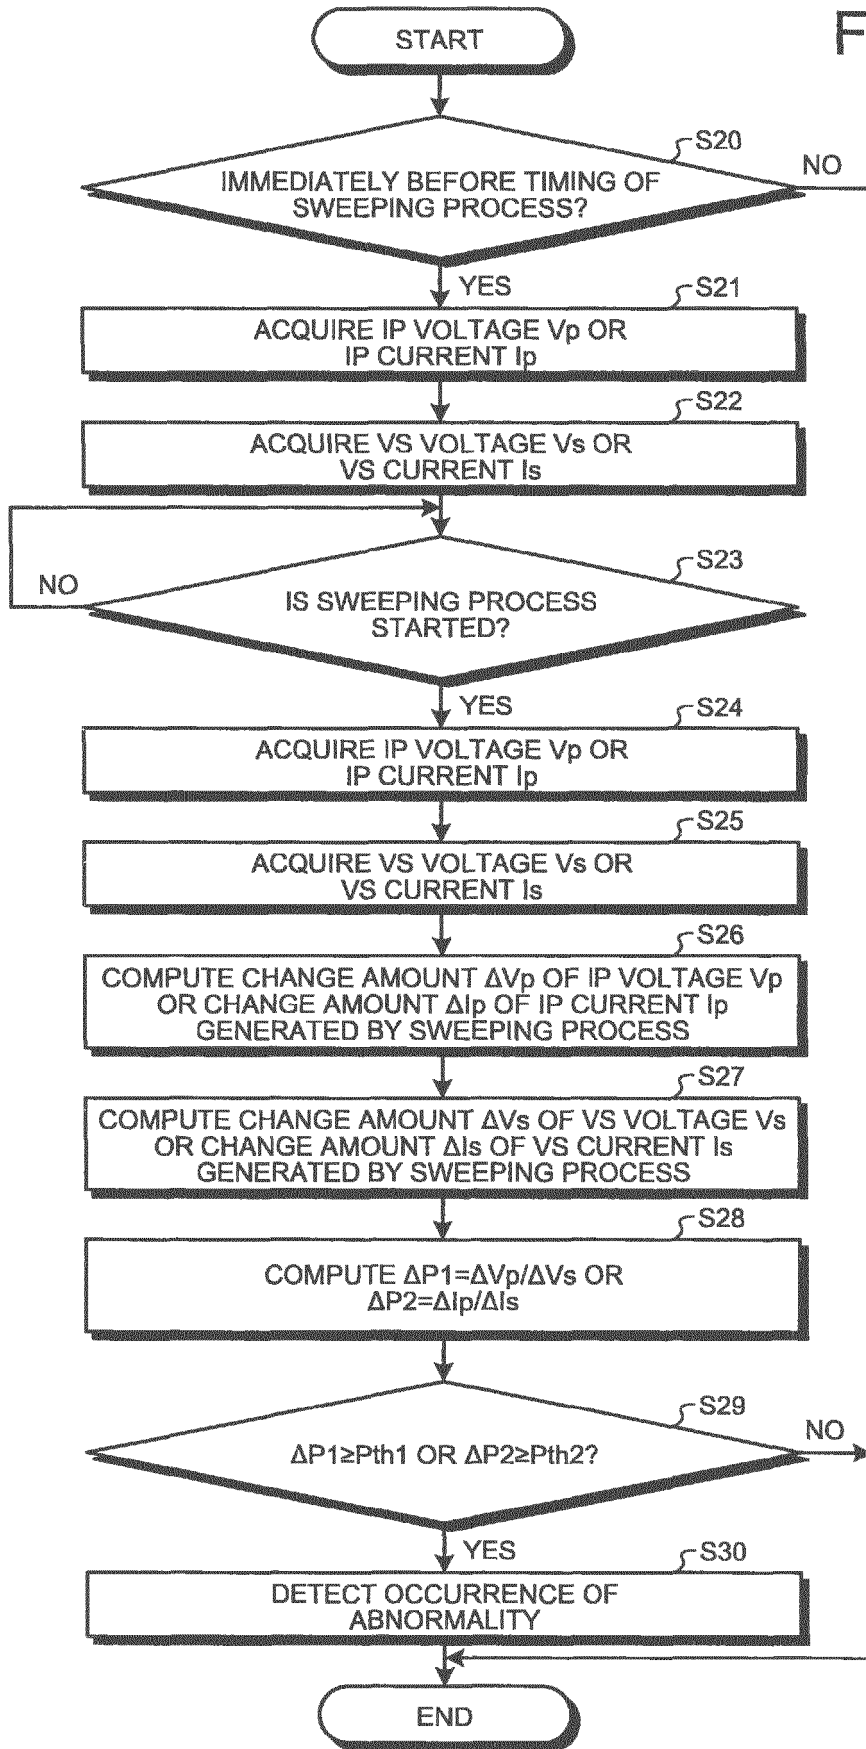 F
START
S20
NO
IMMEDIATELY BEFORE TIMING OF
SWEEPING PROCESS?
YES
S21
ACQUIRE IP VOLTAGE Vp OR
IP CURRENT Ip
S22
ACQUIRE VS VOLTAGE Vs OR
VS CURRENT Is
S23
NO
IS SWEEPING PROCESS
STARTED?
YES
S24
ACQUIRE IP VOLTAGE Vp OR
IP CURRENT Ip
S25
ACQUIRE VS VOLTAGE Vs OR
VS CURRENT Is
S26
COMPUTE CHANGE AMOUNT ΔVp OF IP VOLTAGE Vp
OR CHANGE AMOUNT ΔIp OF IP CURRENT Ip
GENERATED BY SWEEPING PROCESS
S27
COMPUTE CHANGE AMOUNT ΔVs OF VS VOLTAGE Vs
OR CHANGE AMOUNT ΔIs OF VS CURRENT Is
GENERATED BY SWEEPING PROCESS
S28
COMPUTE ΔP1=ΔVp/ΔVs OR
ΔP2=ΔIp/ΔIs
S29
NO
ΔP1≥Pth1 OR ΔP2≥Pth2?
YES
S30
DETECT OCCURRENCE OF
ABNORMALITY
END